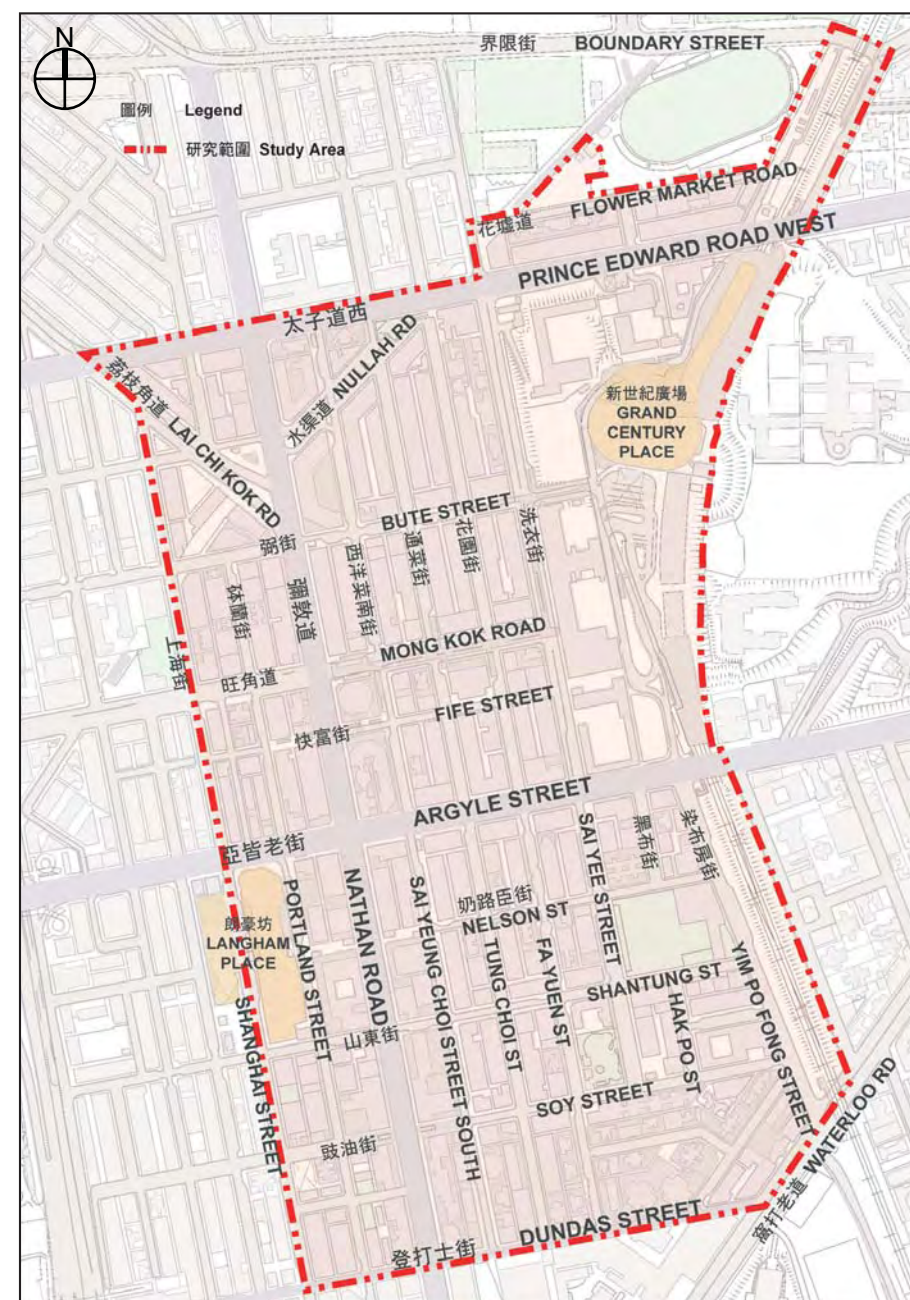 N
界限街 BOUNDARY STREET
圖例 Legend
研究範圍 Study Area
花墟道 FLOWER MARKET ROAD
太子道西 PRINCE EDWARD ROAD WEST
荔枝角道 LAI CHI KOK RD
水渠道 NULLAH RD
新世紀廣場
GRAND
CENTURY
PLACE
弼街 BUTE STREET
砵蘭街
彌敦道
西洋菜南街
通菜街
花園街
洗衣街
上海街
旺角道 MONG KOK ROAD
快富街 FIFE STREET
亞皆老街 ARGYLE STREET
黑布街
染布房街
朗豪坊
LANGHAM
PLACE
PORTLAND STREET
NATHAN ROAD
SAI YEUNG CHOI STREET SOUTH
奶路臣街
NELSON ST
TUNG CHOI ST
FA YUEN ST
SAI YEE STREET
山東街 SHANTUNG ST
HAK PO ST
YIM PO FONG STREET
SHANGHAI STREET
豉油街 SOY STREET
登打士街 DUNDAS STREET
窩打老道 WATERLOO RD